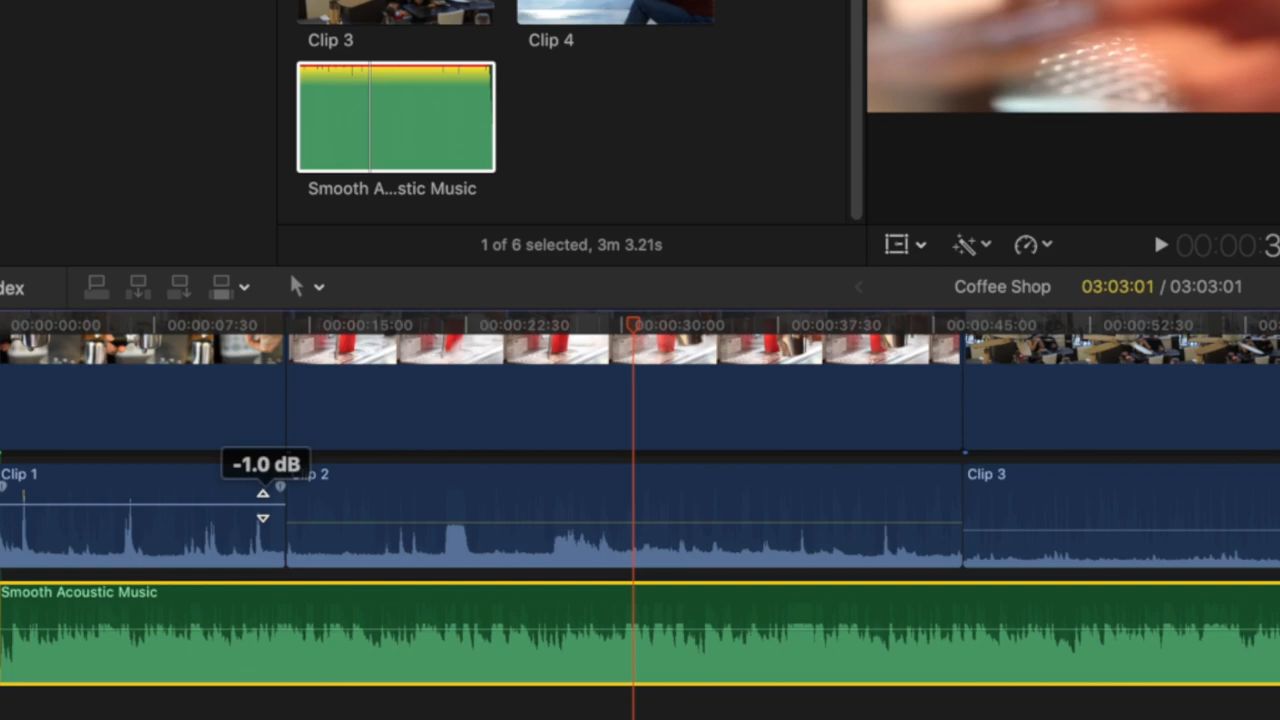 Clip 3
Clip 4
Smooth A...stic Music
1 of 6 selected, 3m 3.21s
00:00:3
dex
Coffee Shop
03:03:01 / 03:03:01
00:00:00:00
00:00:07:30
00:00:15:00
00:00:22:30
00:00:30:00
00:00:37:30
00:00:45:00
00:00:52:30
00
-1.0 dB
Clip 1
ip 2
Clip 3
Smooth Acoustic Music